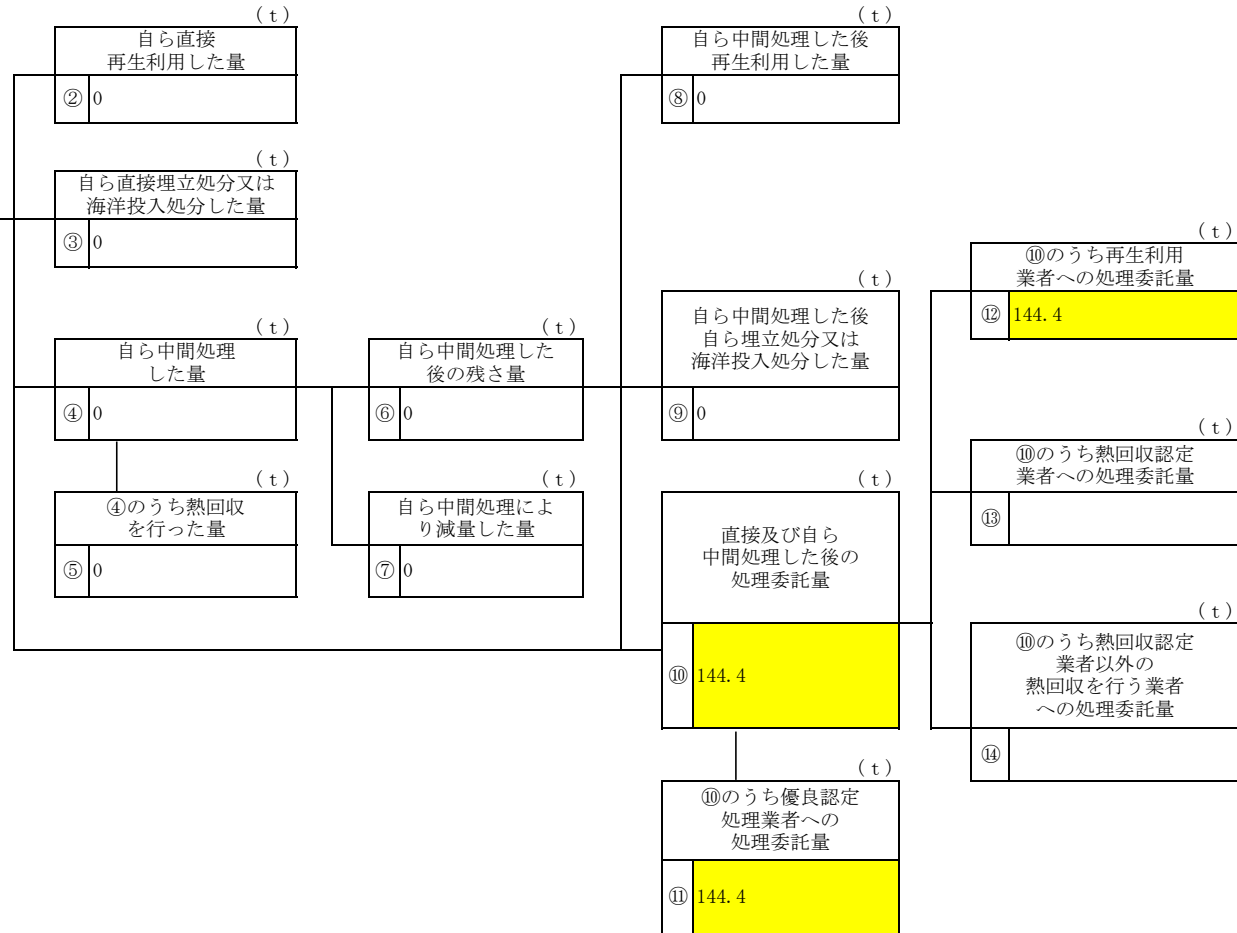 (t)
自ら直接
再生利用した量
② 0
(t)
自ら直接埋立処分又は
海洋投入処分した量
③ 0
(t)
自ら中間処理
した量
④ 0
(t)
④のうち熱回収
を行った量
⑤ 0
(t)
自ら中間処理した
後の残さ量
⑥ 0
(t)
自ら中間処理によ
り減量した量
⑦ 0
(t)
自ら中間処理した後
再生利用した量
⑧ 0
(t)
自ら中間処理した後
自ら埋立処分又は
海洋投入処分した量
⑨ 0
(t)
直接及び自ら
中間処理した後の
処理委託量
⑩ 144.4
(t)
⑩のうち優良認定
処理業者への
処理委託量
⑪ 144.4
(t)
⑩のうち再生利用
業者への処理委託量
⑫ 144.4
(t)
⑩のうち熱回収認定
業者への処理委託量
⑬
(t)
⑩のうち熱回収認定
業者以外の
熱回収を行う業者
への処理委託量
⑭